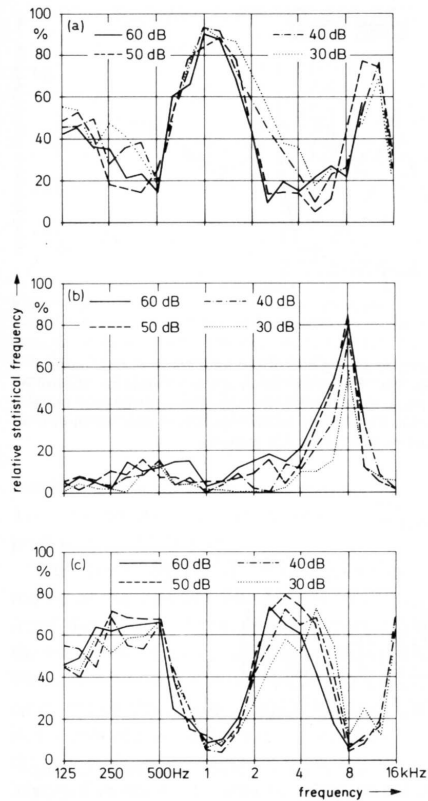 100
%
80
60
40
20
0
(a)
60 dB
40 dB
50 dB
30 dB
100
%
80
60
40
20
0
(b)
60 dB
40 dB
50 dB
30 dB
relative statistical frequency
100
%
80
60
40
20
0
(c)
60 dB
40 dB
50 dB
30 dB
125 250 500Hz 1 2 4 8 16kHz
frequency